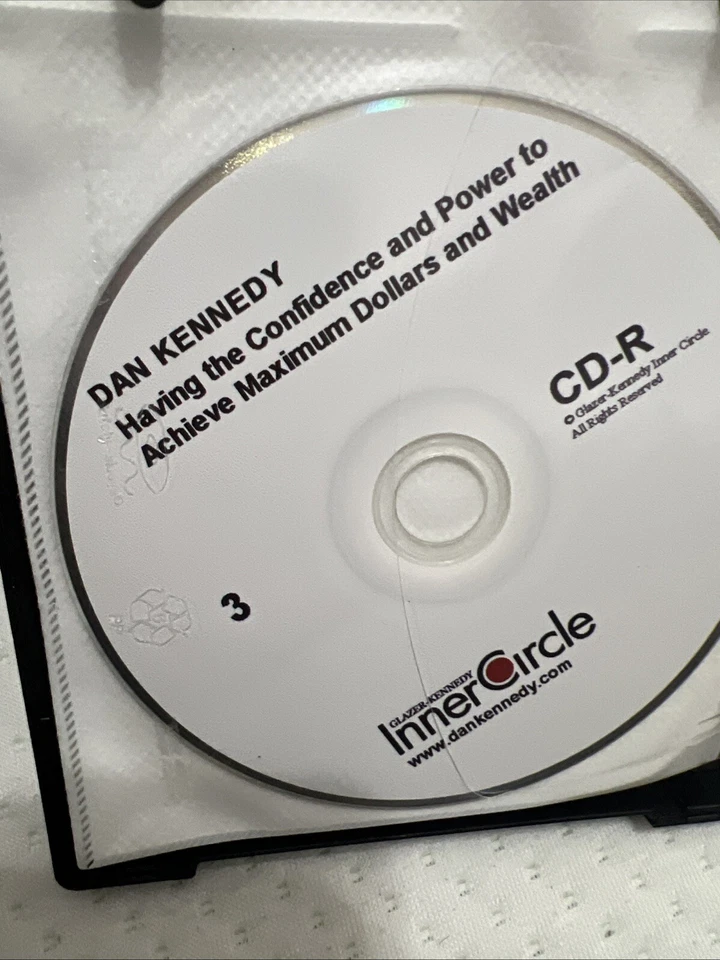 DAN KENNEDY
Having the Confidence and Power to
Achieve Maximum Dollars and Wealth
CD-R
© Glazer-Kennedy Inner Circle
All Rights Reserved
3
GLAZER-KENNEDY
InnerCircle
www.dankennedy.com
PP